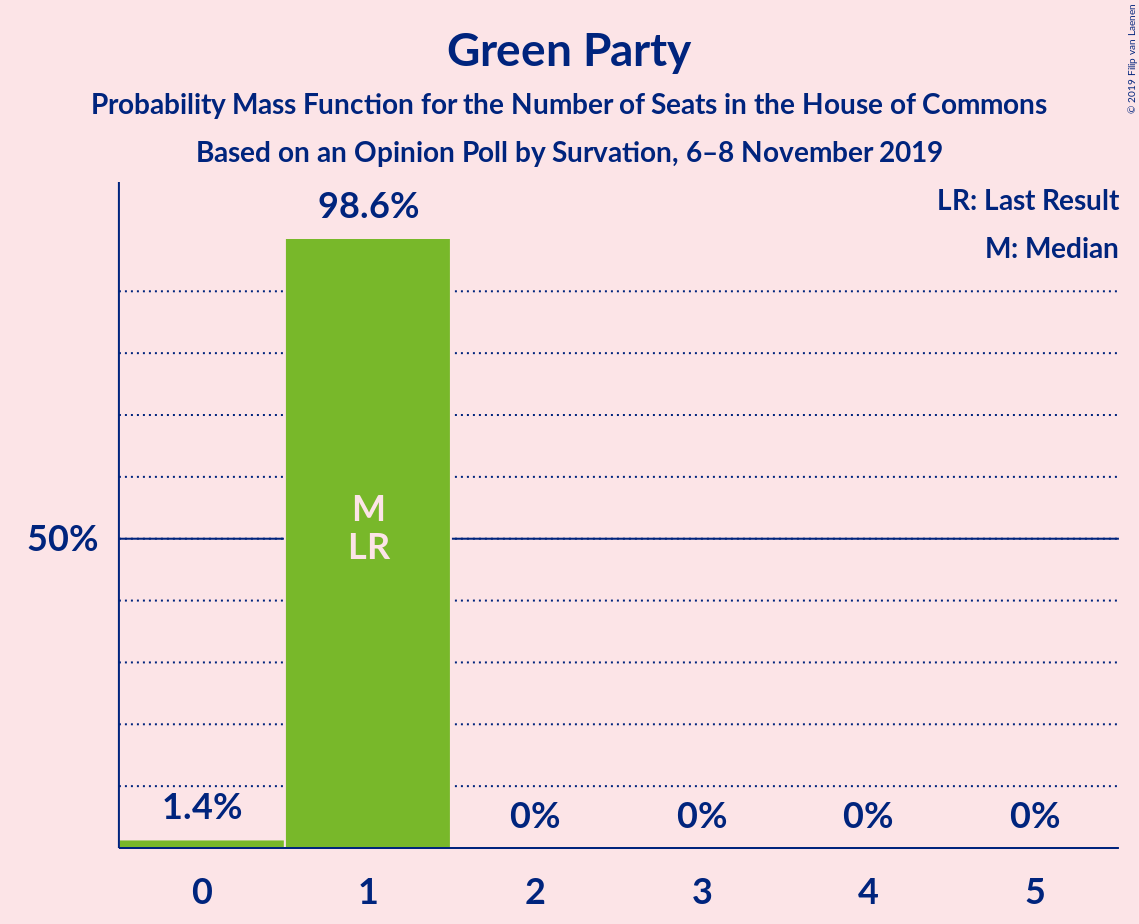 Green Party
Probability Mass Function for the Number of Seats in the House of Commons
Based on an Opinion Poll by Survation, 6–8 November 2019
© 2019 Filip van Laenen
LR: Last Result
M: Median
98.6%
M
LR
50%
1.4%
0%
0%
0%
0%
0
1
2
3
4
5